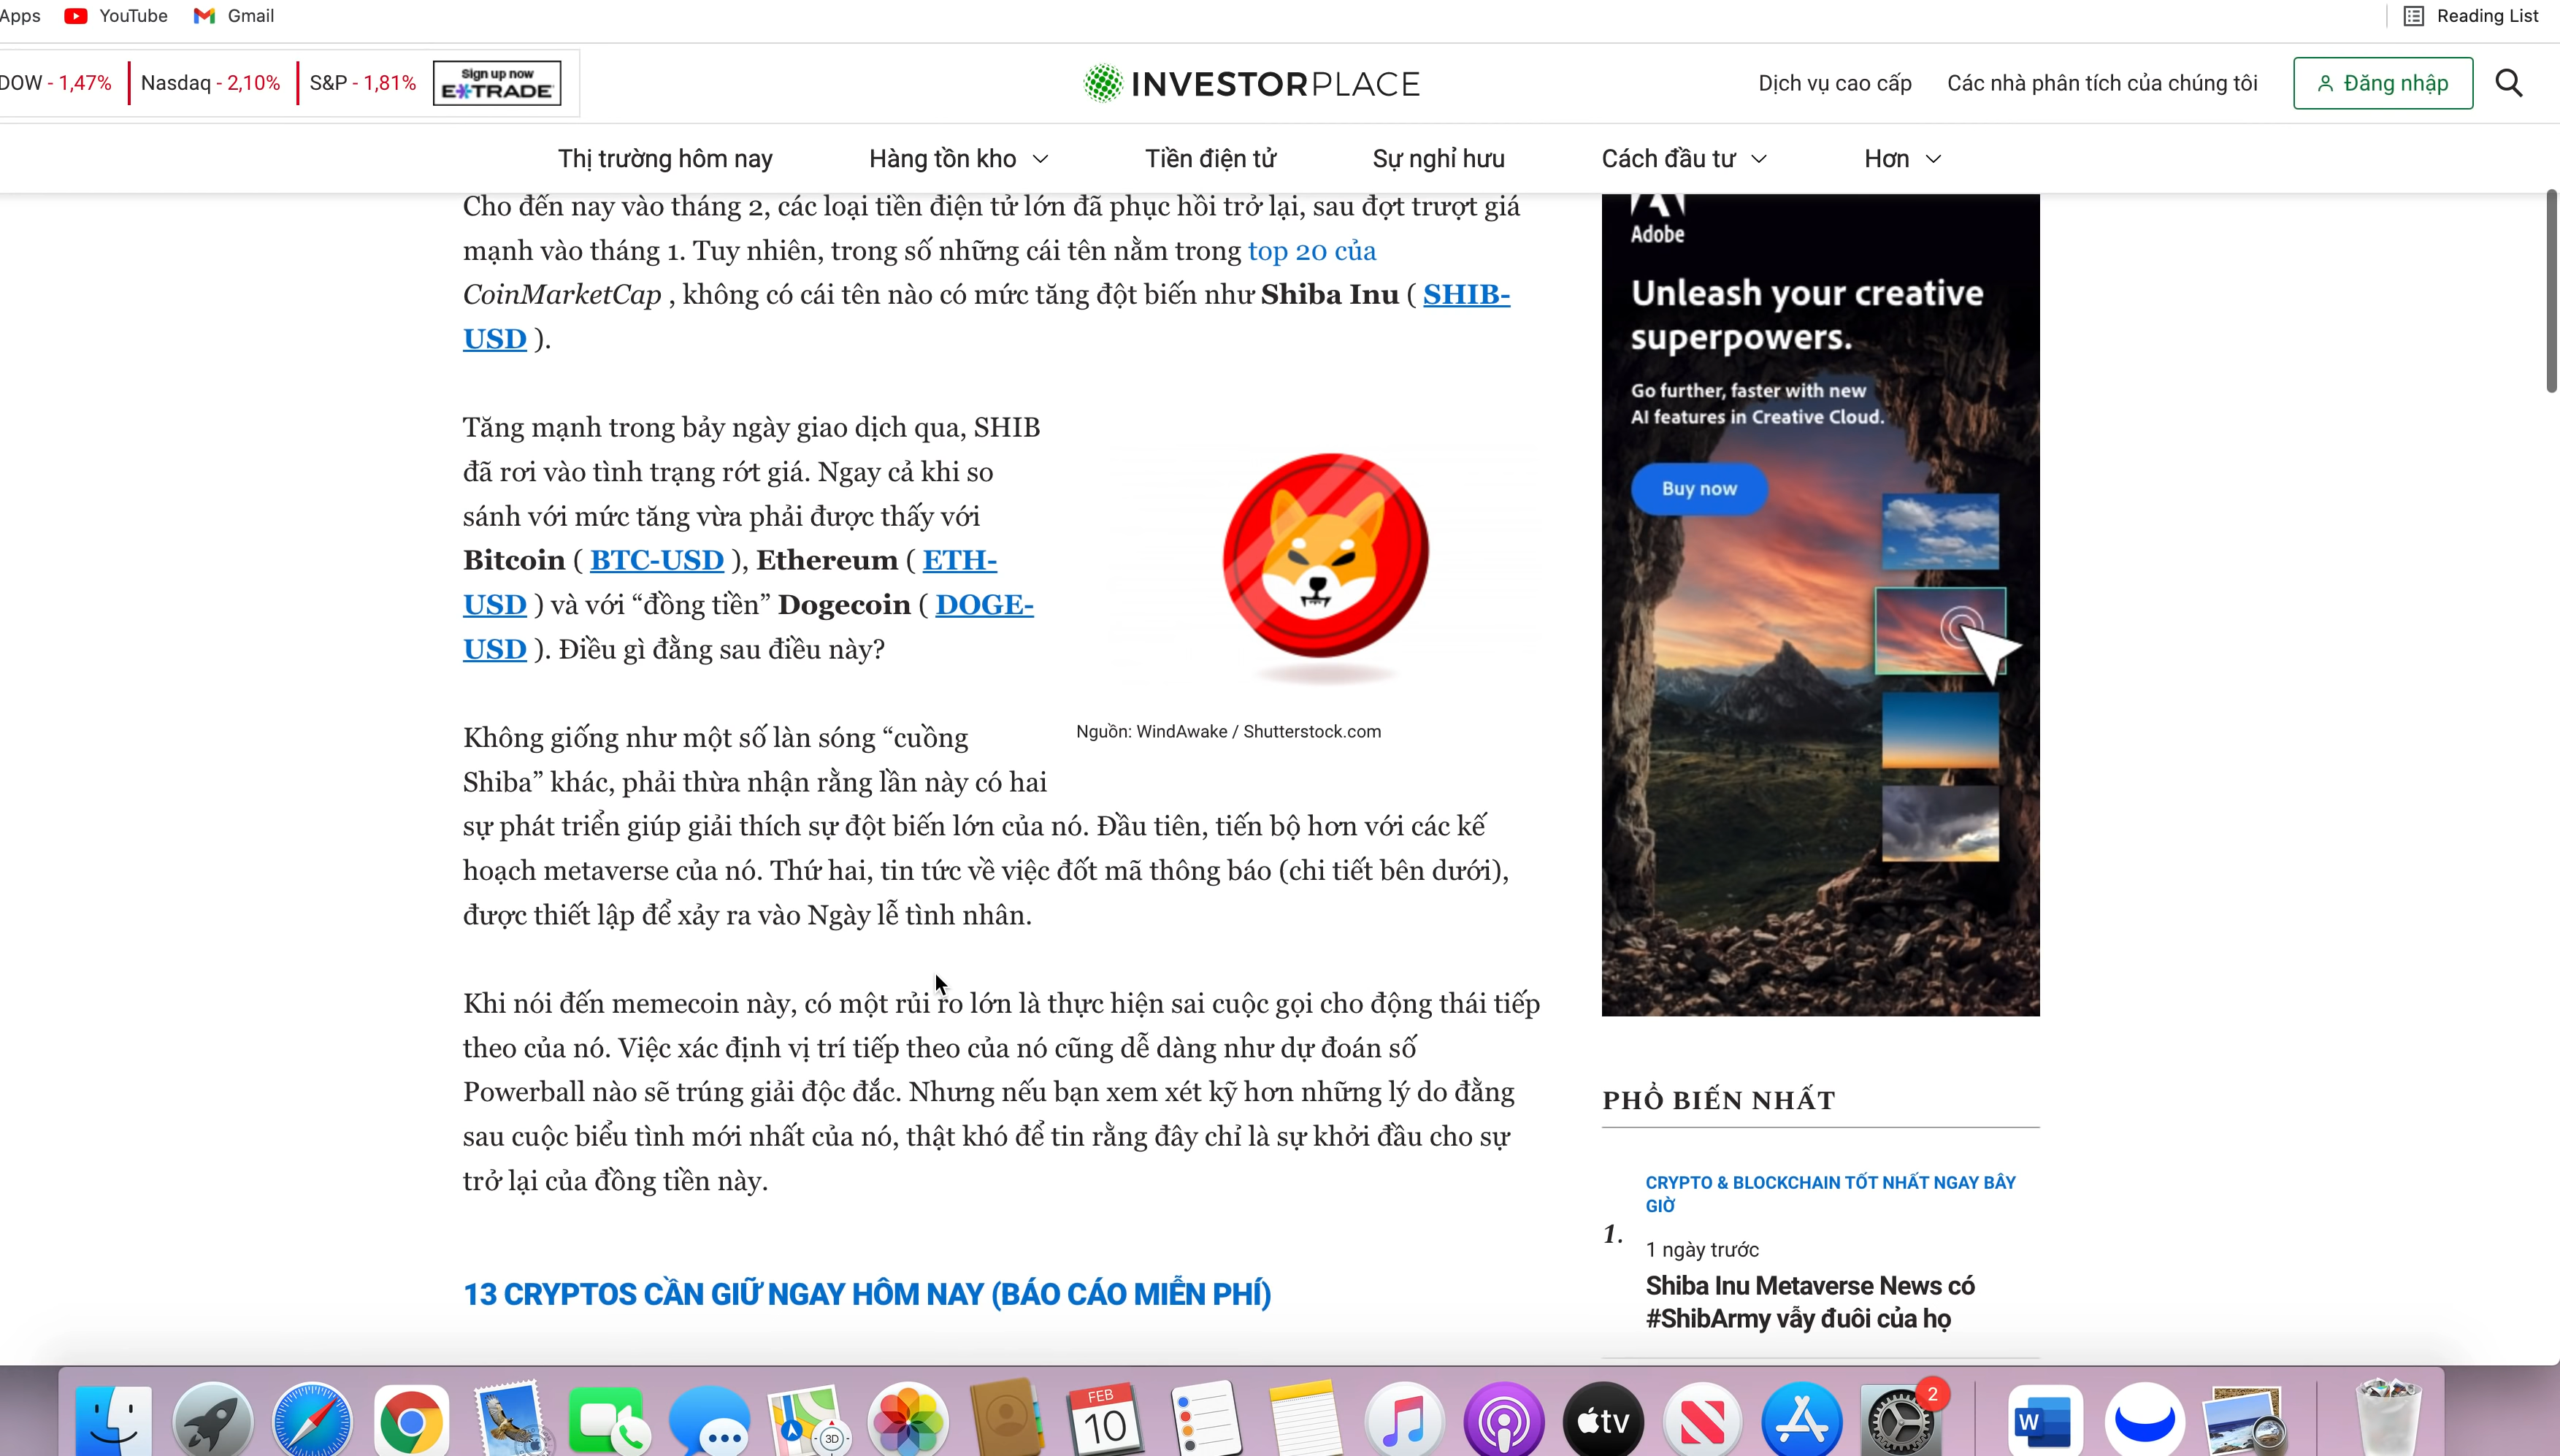 Apps YouTube Gmail Reading List
DOW - 1,47% Nasdaq - 2,10% S&P - 1,81% Sign up now
E*TRADE
INVESTORPLACE
Dịch vụ cao cấp Các nhà phân tích của chúng tôi Đăng nhập
Thị trường hôm nay Hàng tồn kho Tiền điện tử Sự nghỉ hưu Cách đầu tư Hơn
Cho đến nay vào tháng 2, các loại tiền điện tử lớn đã phục hồi trở lại, sau đợt trượt giá
mạnh vào tháng 1. Tuy nhiên, trong số những cái tên nằm trong top 20 của
CoinMarketCap , không có cái tên nào có mức tăng đột biến như Shiba Inu ( SHIB-
USD ).
Tăng mạnh trong bảy ngày giao dịch qua, SHIB
đã rơi vào tình trạng rớt giá. Ngay cả khi so
sánh với mức tăng vừa phải được thấy với
Bitcoin ( BTC-USD ), Ethereum ( ETH-
USD ) và với “đồng tiền” Dogecoin ( DOGE-
USD ). Điều gì đằng sau điều này?
Nguồn: WindAwake / Shutterstock.com
Không giống như một số làn sóng “cuồng
Shiba” khác, phải thừa nhận rằng lần này có hai
sự phát triển giúp giải thích sự đột biến lớn của nó. Đầu tiên, tiến bộ hơn với các kế
hoạch metaverse của nó. Thứ hai, tin tức về việc đốt mã thông báo (chi tiết bên dưới),
được thiết lập để xảy ra vào Ngày lễ tình nhân.
Khi nói đến memecoin này, có một rủi ro lớn là thực hiện sai cuộc gọi cho động thái tiếp
theo của nó. Việc xác định vị trí tiếp theo của nó cũng dễ dàng như dự đoán số
Powerball nào sẽ trúng giải độc đắc. Nhưng nếu bạn xem xét kỹ hơn những lý do đằng
sau cuộc biểu tình mới nhất của nó, thật khó để tin rằng đây chỉ là sự khởi đầu cho sự
trở lại của đồng tiền này.
13 CRYPTOS CẦN GIỮ NGAY HÔM NAY (BÁO CÁO MIỄN PHÍ)
Adobe
Unleash your creative
superpowers.
Go further, faster with new
AI features in Creative Cloud.
Buy now
PHỔ BIẾN NHẤT
CRYPTO & BLOCKCHAIN TỐT NHẤT NGAY BÂY
GIỜ
1.
1 ngày trước
Shiba Inu Metaverse News có
#ShibArmy vẫy đuôi của họ
3D
FEB
10
tv
2
W